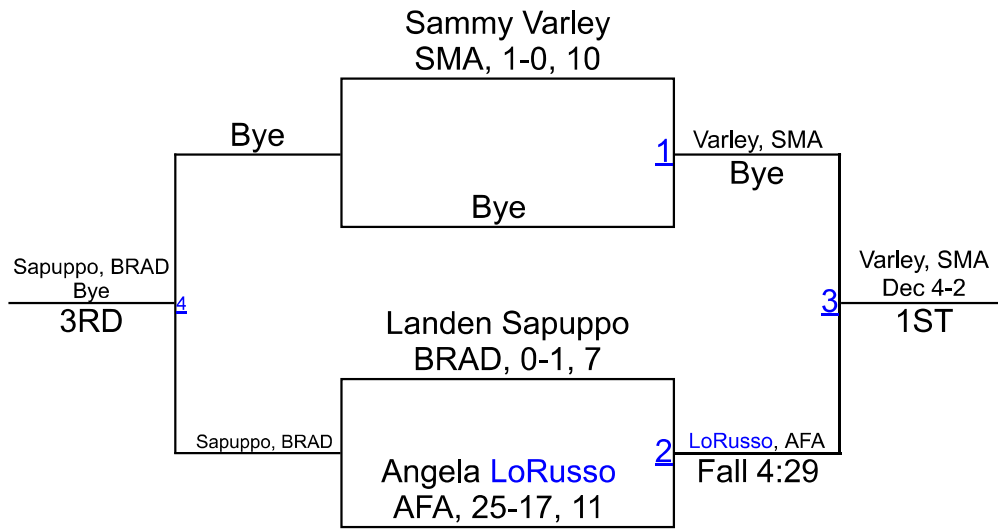 Sammy Varley
SMA, 1-0, 10
Bye
1
Varley, SMA
Bye
Bye
Sapuppo, BRAD
Bye
3RD
4
Varley, SMA
Dec 4-2
1ST
3
Landen Sapuppo
BRAD, 0-1, 7
Sapuppo, BRAD
2
LoRusso, AFA
Fall 4:29
Angela LoRusso
AFA, 25-17, 11